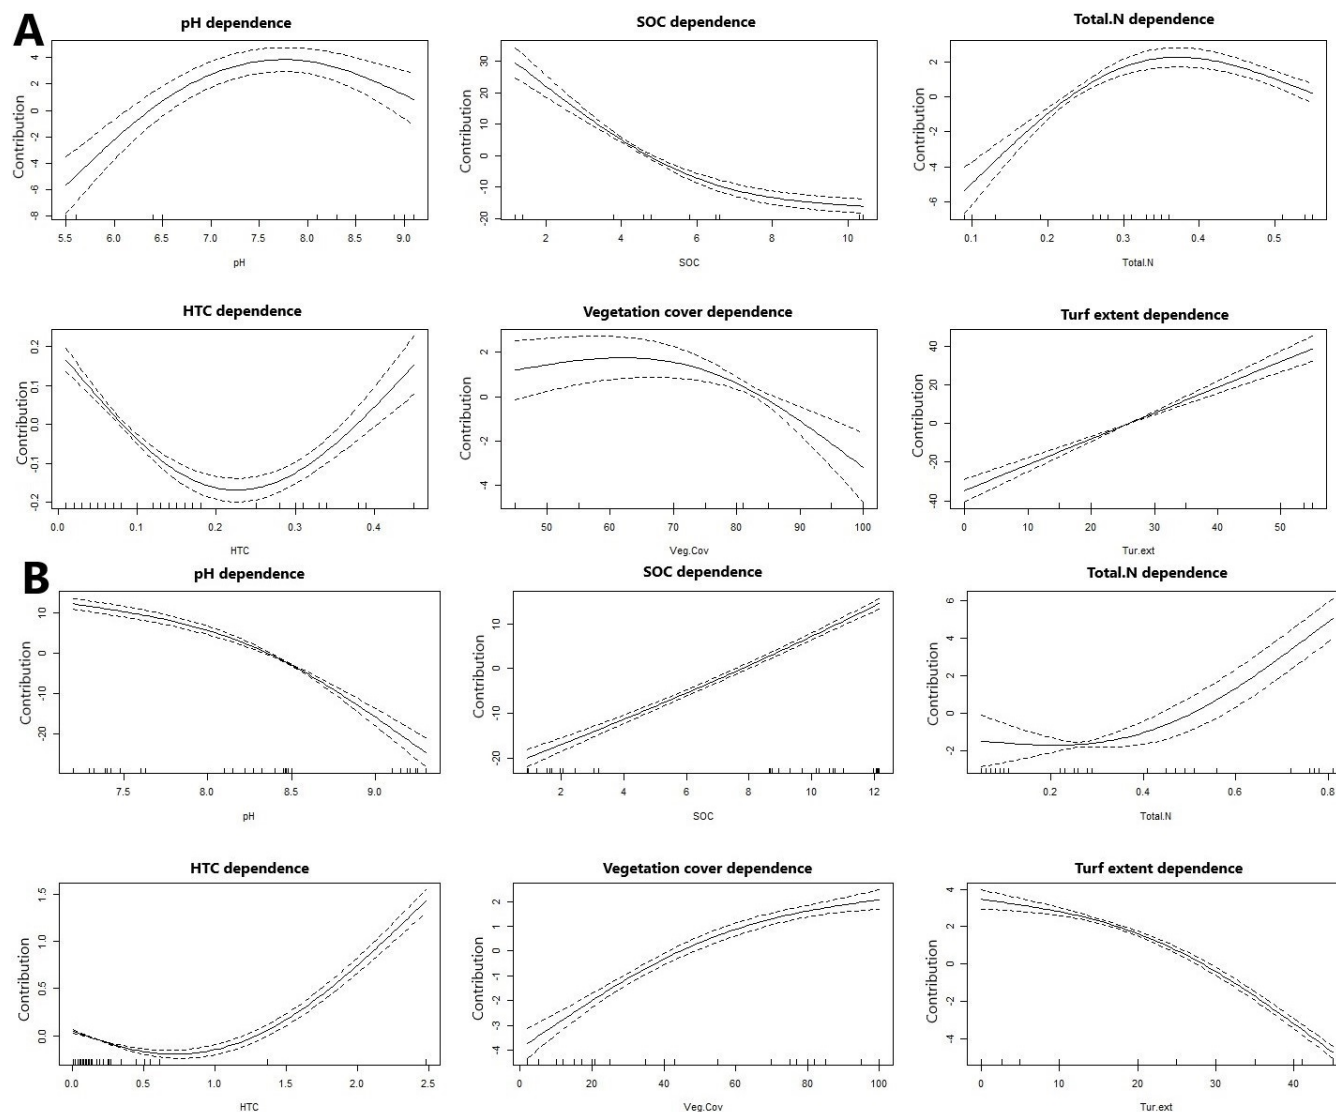 A
pH dependence
Contribution
-8 -6 -4 -2 0 2 4
5.5 6.0 6.5 7.0 7.5 8.0 8.5 9.0
pH
SOC dependence
Contribution
-20 -10 0 10 20 30
2 4 6 8 10
SOC
Total.N dependence
Contribution
-6 -4 -2 0 2
0.1 0.2 0.3 0.4 0.5
Total.N
HTC dependence
Contribution
-0.2 -0.1 0.0 0.1 0.2
0.0 0.1 0.2 0.3 0.4
HTC
Vegetation cover dependence
Contribution
-4 -2 0 2
50 60 70 80 90 100
Veg.Cov
Turf extent dependence
Contribution
-40 -20 0 20 40
0 10 20 30 40 50
Tur.ext
B
pH dependence
Contribution
-20 -10 0 10
7.5 8.0 8.5 9.0
pH
SOC dependence
Contribution
-20 -10 0 10
2 4 6 8 10 12
SOC
Total.N dependence
Contribution
-2 0 2 4 6
0.2 0.4 0.6 0.8
Total.N
HTC dependence
Contribution
0.0 0.5 1.0 1.5
0.0 0.5 1.0 1.5 2.0 2.5
HTC
Vegetation cover dependence
Contribution
-4 -3 -2 -1 0 1 2
0 20 40 60 80 100
Veg.Cov
Turf extent dependence
Contribution
-4 -2 0 2 4
0 10 20 30 40
Tur.ext